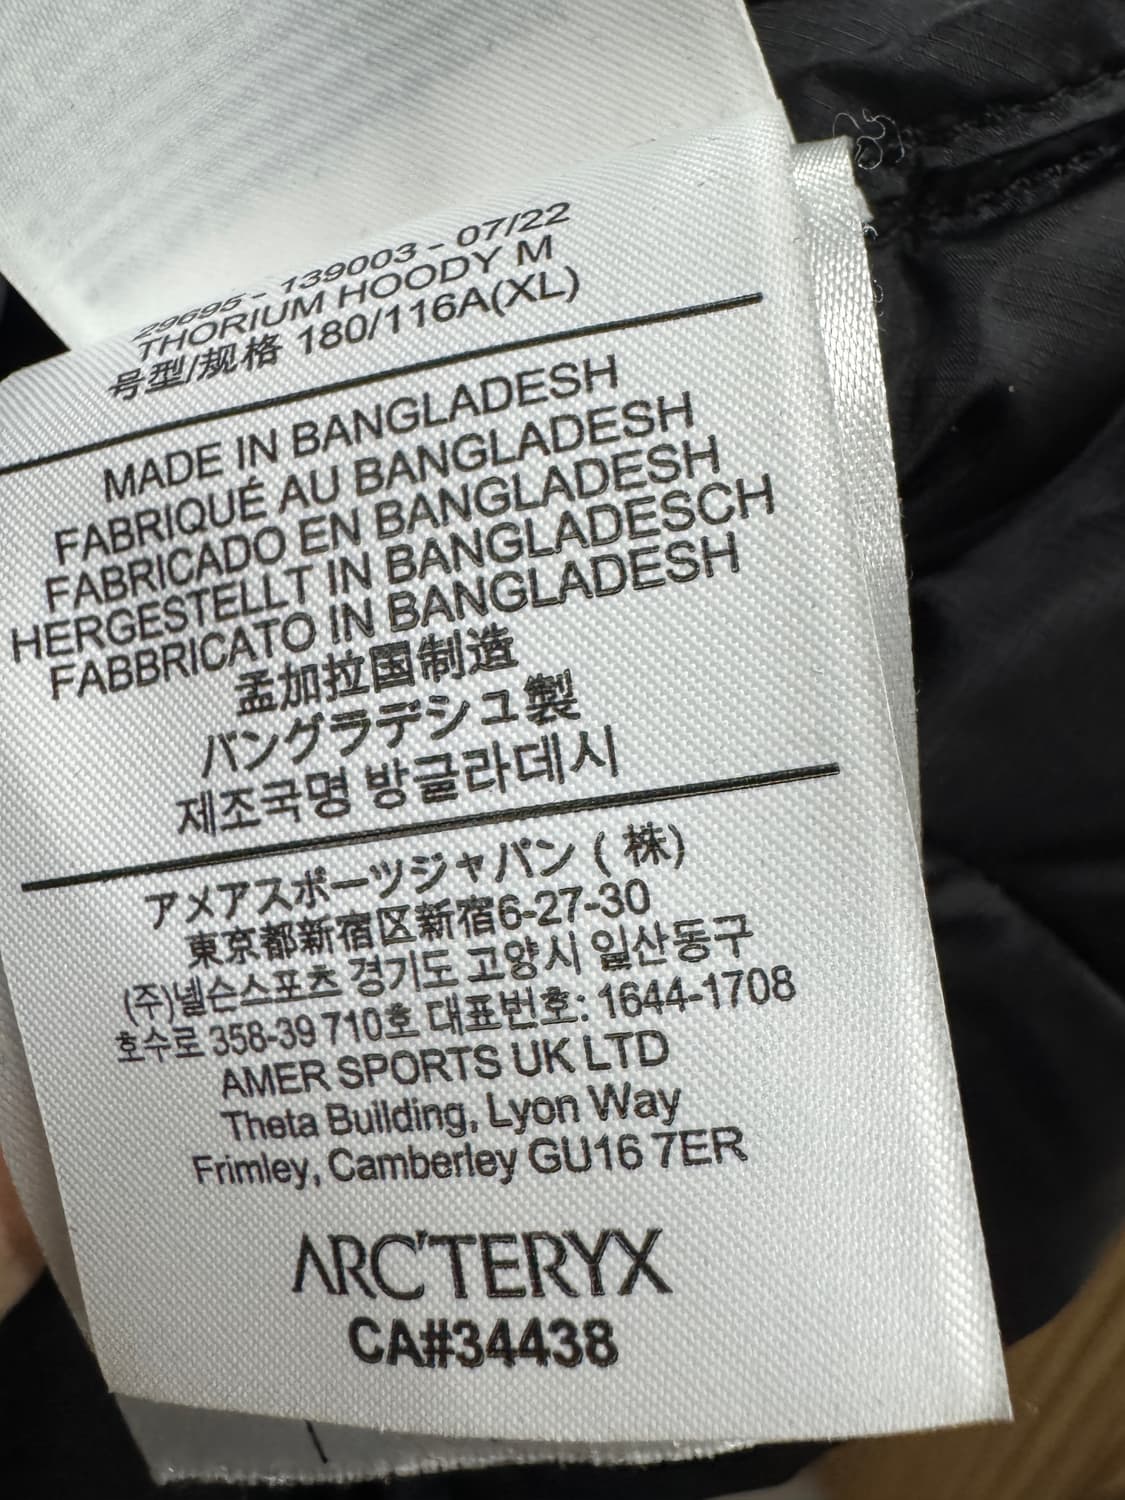 29695 - 139003 - 07/22
THORIUM HOODY M
号型/规格 180/116A(XL)
MADE IN BANGLADESH
FABRIQUÉ AU BANGLADESH
FABRICADO EN BANGLADESH
HERGESTELLT IN BANGLADESCH
FABBRICATO IN BANGLADESH
孟加拉国制造
バングラデシュ製
제조국명 방글라데시
アメアスポーツジャパン ( 株)
東京都新宿区新宿6-27-30
(주)넬슨스포츠 경기도 고양시 일산동구
호수로 358-39 710호 대표번호: 1644-1708
AMER SPORTS UK LTD
Theta Building, Lyon Way
Frimley, Camberley GU16 7ER
ARC'TERYX
CA#34438